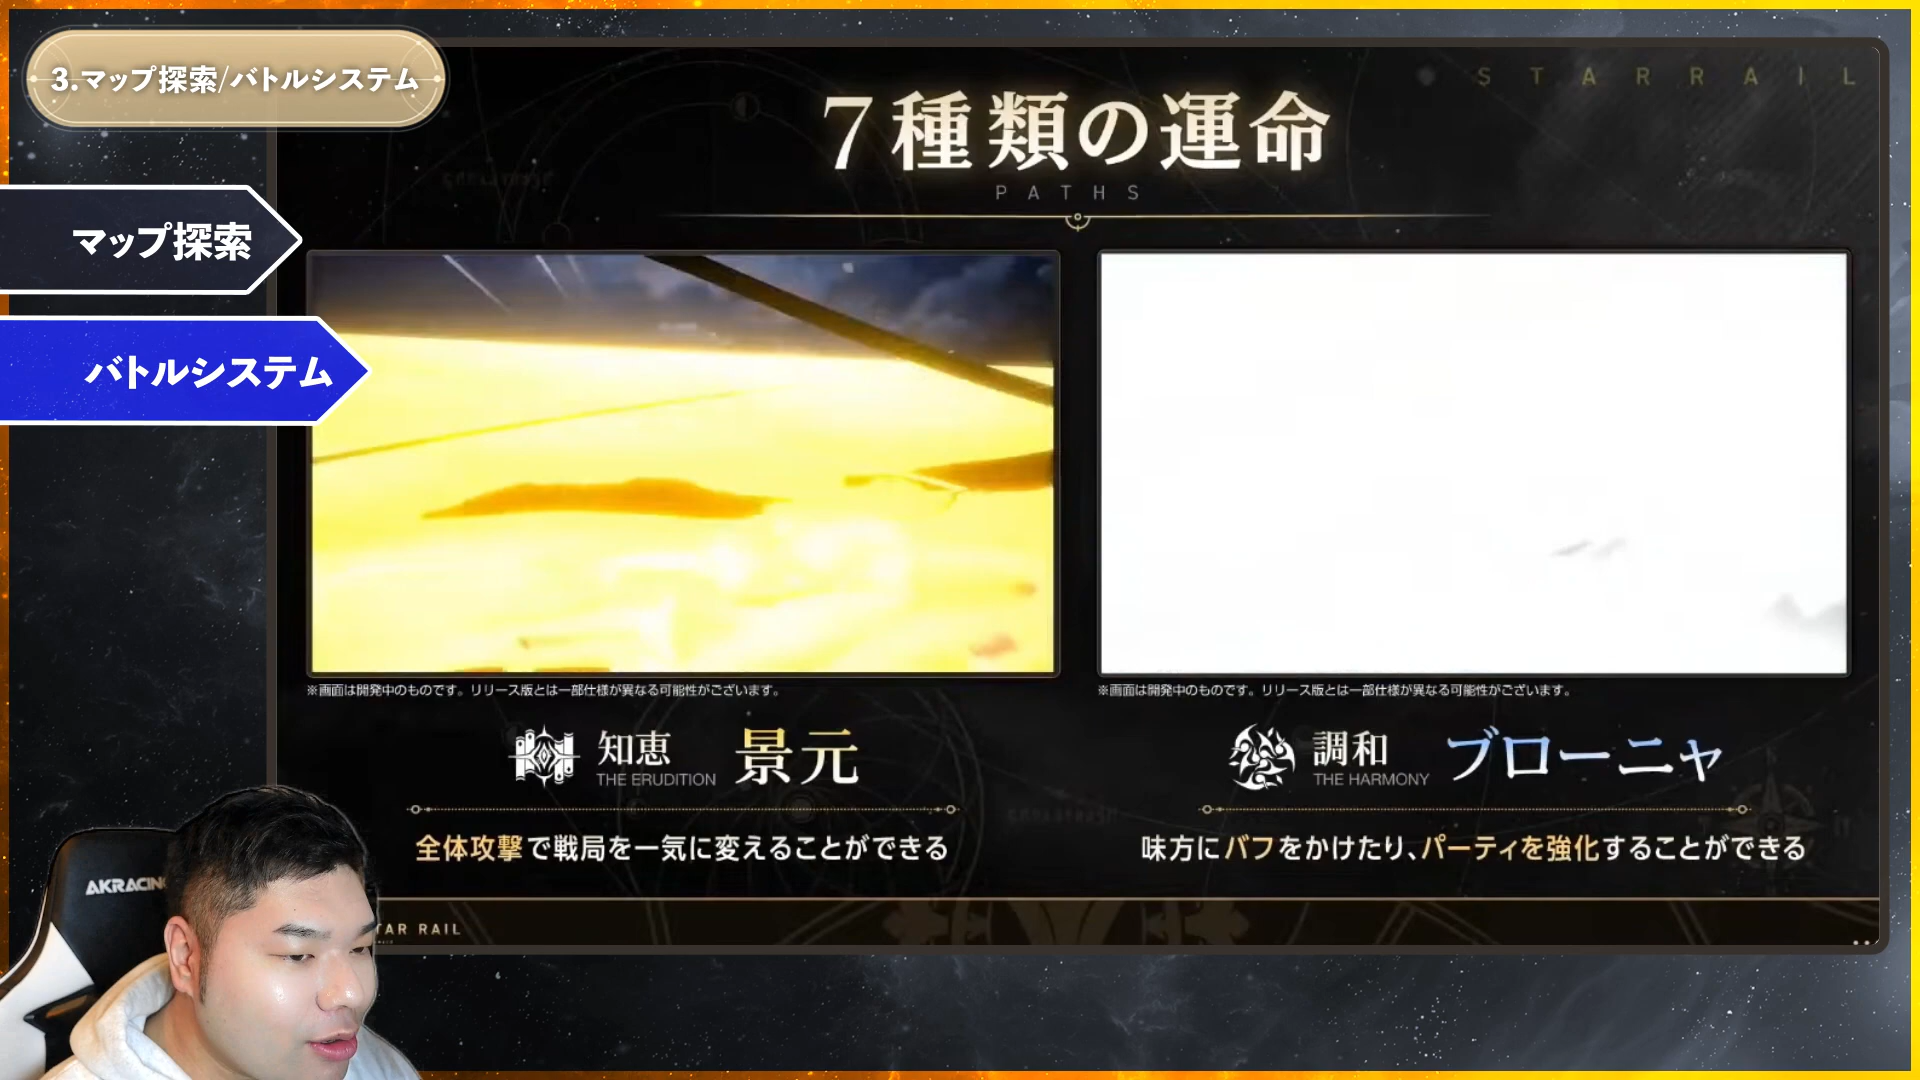 3.マップ探索/バトルシステム
マップ探索
バトルシステム
STARRAIL
7種類の運命
PATHS
※画面は開発中のものです。リリース版とは一部仕様が異なる可能性がございます。
※画面は開発中のものです。リリース版とは一部仕様が異なる可能性がございます。
知恵 景元
THE ERUDITION
全体攻撃で戦局を一気に変えることができる
調和 ブローニャ
THE HARMONY
味方にバフをかけたり、パーティを強化することができる
TAR RAIL
AKRACING